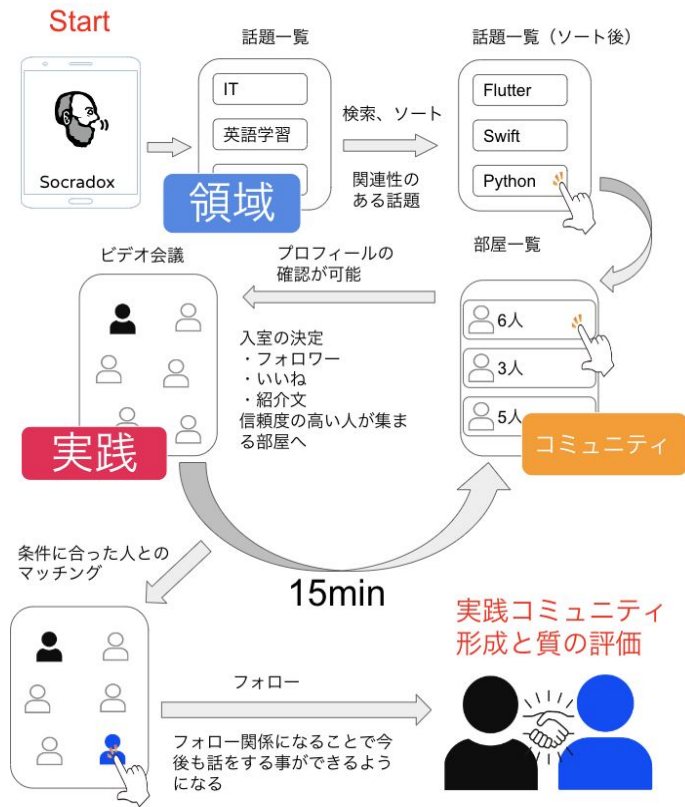 Start
Socradox
話題一覧
IT
英語学習
領域
検索、ソート
関連性の
ある話題
話題一覧（ソート後）
Flutter
Swift
Python
部屋一覧
6人
3人
5人
コミュニティ
プロフィールの
確認が可能
入室の決定
・フォロワー
・いいね
・紹介文
信頼度の高い人が集ま
る部屋へ
ビデオ会議
実践
15min
条件に合った人との
マッチング
フォロー
フォロー関係になることで今
後も話をする事ができるよう
になる
実践コミュニティ
形成と質の評価